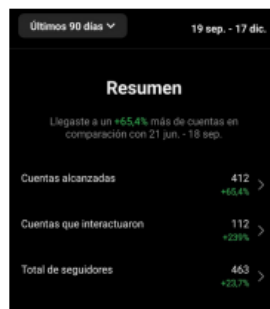 Últimos 90 días
19 sep. - 17 dic.
Resumen
Llegaste a un +65,4% más de cuentas en
comparación con 21 jun. - 18 sep.
Cuentas alcanzadas
412
+65,4%
Cuentas que interactuaron
112
+239%
Total de seguidores
463
+23,7%